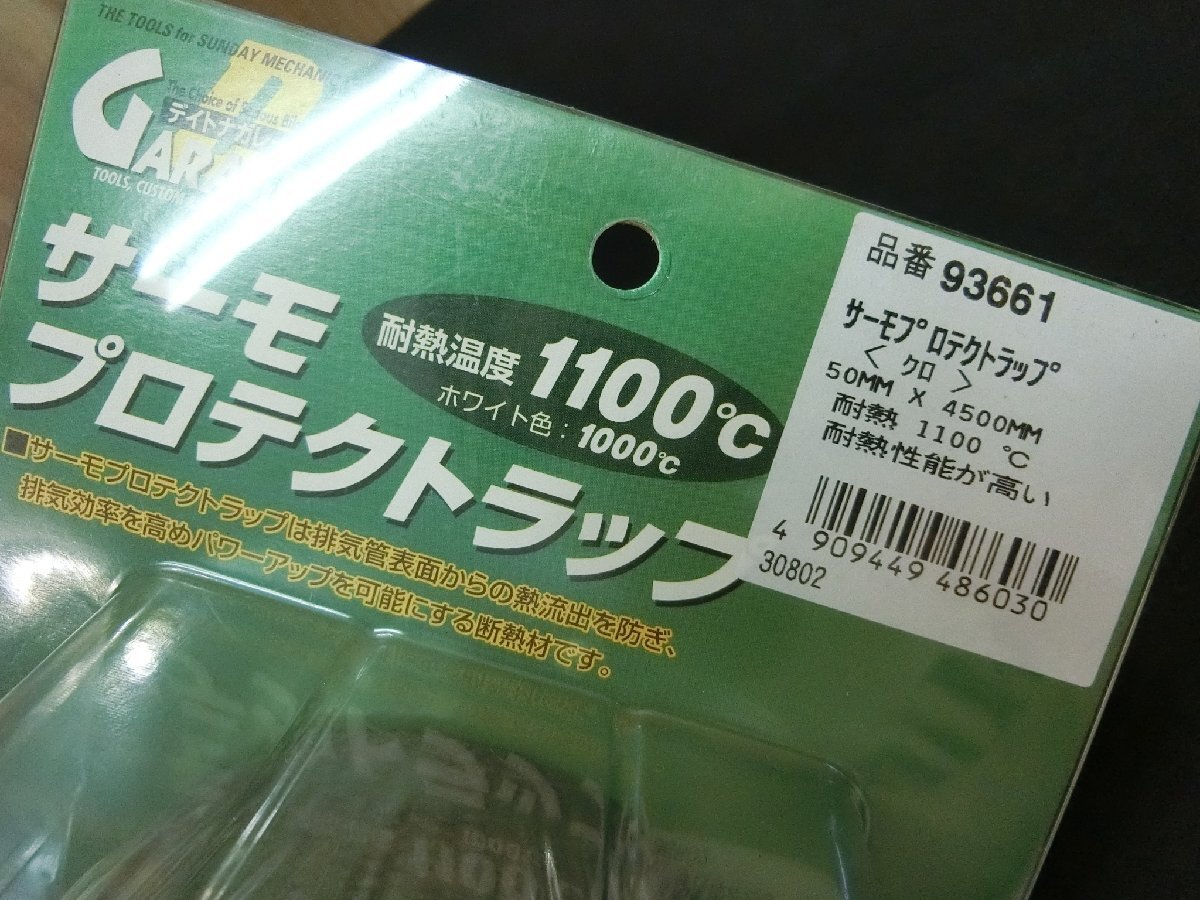 THE TOOLS for SUNDAY MECHANIC
The Choice of
デイトナガレ
GARA
TOOLS, CUSTOM
サーモ
プロテクトラップ
耐熱温度 1100℃
ホワイト色：1000℃
■サーモプロテクトラップは排気管表面からの熱流出を防ぎ、
排気効率を高めパワーアップを可能にする断熱材です。
品番 93661
サーモプロテクトラップ
< クロ >
50MM X 4500MM
耐熱 1100 ℃
耐熱性能が高い
4 909449 486030
30802